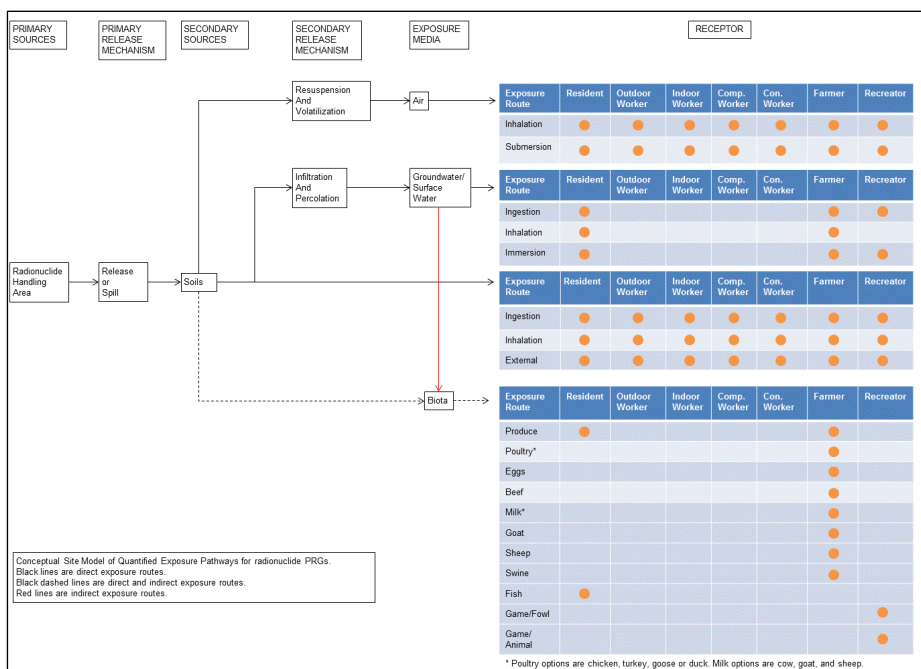 PRIMARY
SOURCES
PRIMARY
RELEASE
MECHANISM
SECONDARY
SOURCES
SECONDARY
RELEASE
MECHANISM
EXPOSURE
MEDIA
RECEPTOR
Radionuclide
Handling
Area
Release
or
Spill
Soils
Resuspension
And
Volatilization
Air
Infiltration
And
Percolation
Groundwater/
Surface
Water
Biota
Exposure Route Resident Outdoor Worker Indoor Worker Comp. Worker Con. Worker Farmer Recreator
Inhalation
Submersion
Exposure Route Resident Outdoor Worker Indoor Worker Comp. Worker Con. Worker Farmer Recreator
Ingestion
Inhalation
Immersion
Exposure Route Resident Outdoor Worker Indoor Worker Comp. Worker Con. Worker Farmer Recreator
Ingestion
Inhalation
External
Exposure Route Resident Outdoor Worker Indoor Worker Comp. Worker Con. Worker Farmer Recreator
Produce
Poultry*
Eggs
Beef
Milk*
Goat
Sheep
Swine
Fish
Game/Fowl
Game/
Animal
* Poultry options are chicken, turkey, goose or duck. Milk options are cow, goat, and sheep.
Conceptual Site Model of Quantified Exposure Pathways for radionuclide PRGs.
Black lines are direct exposure routes.
Black dashed lines are direct and indirect exposure routes.
Red lines are indirect exposure routes.